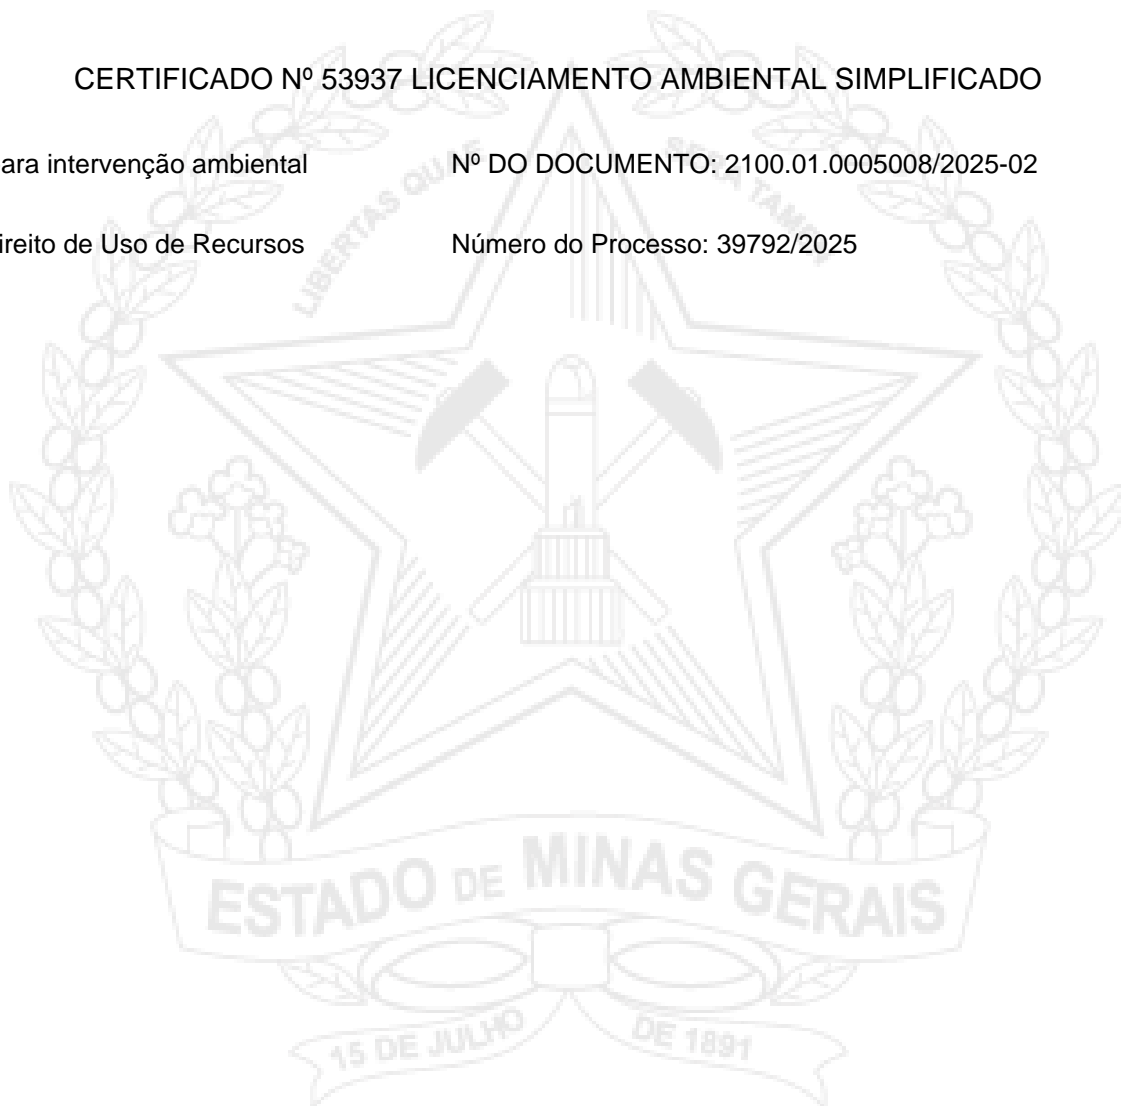 CERTIFICADO Nº 53937 LICENCIAMENTO AMBIENTAL SIMPLIFICADO
ara intervenção ambiental Nº DO DOCUMENTO: 2100.01.0005008/2025-02
ireito de Uso de Recursos Número do Processo: 39792/2025
LIBERTAS QUÆ SERA TAMEN
ESTADO DE MINAS GERAIS
15 DE JULHO DE 1891